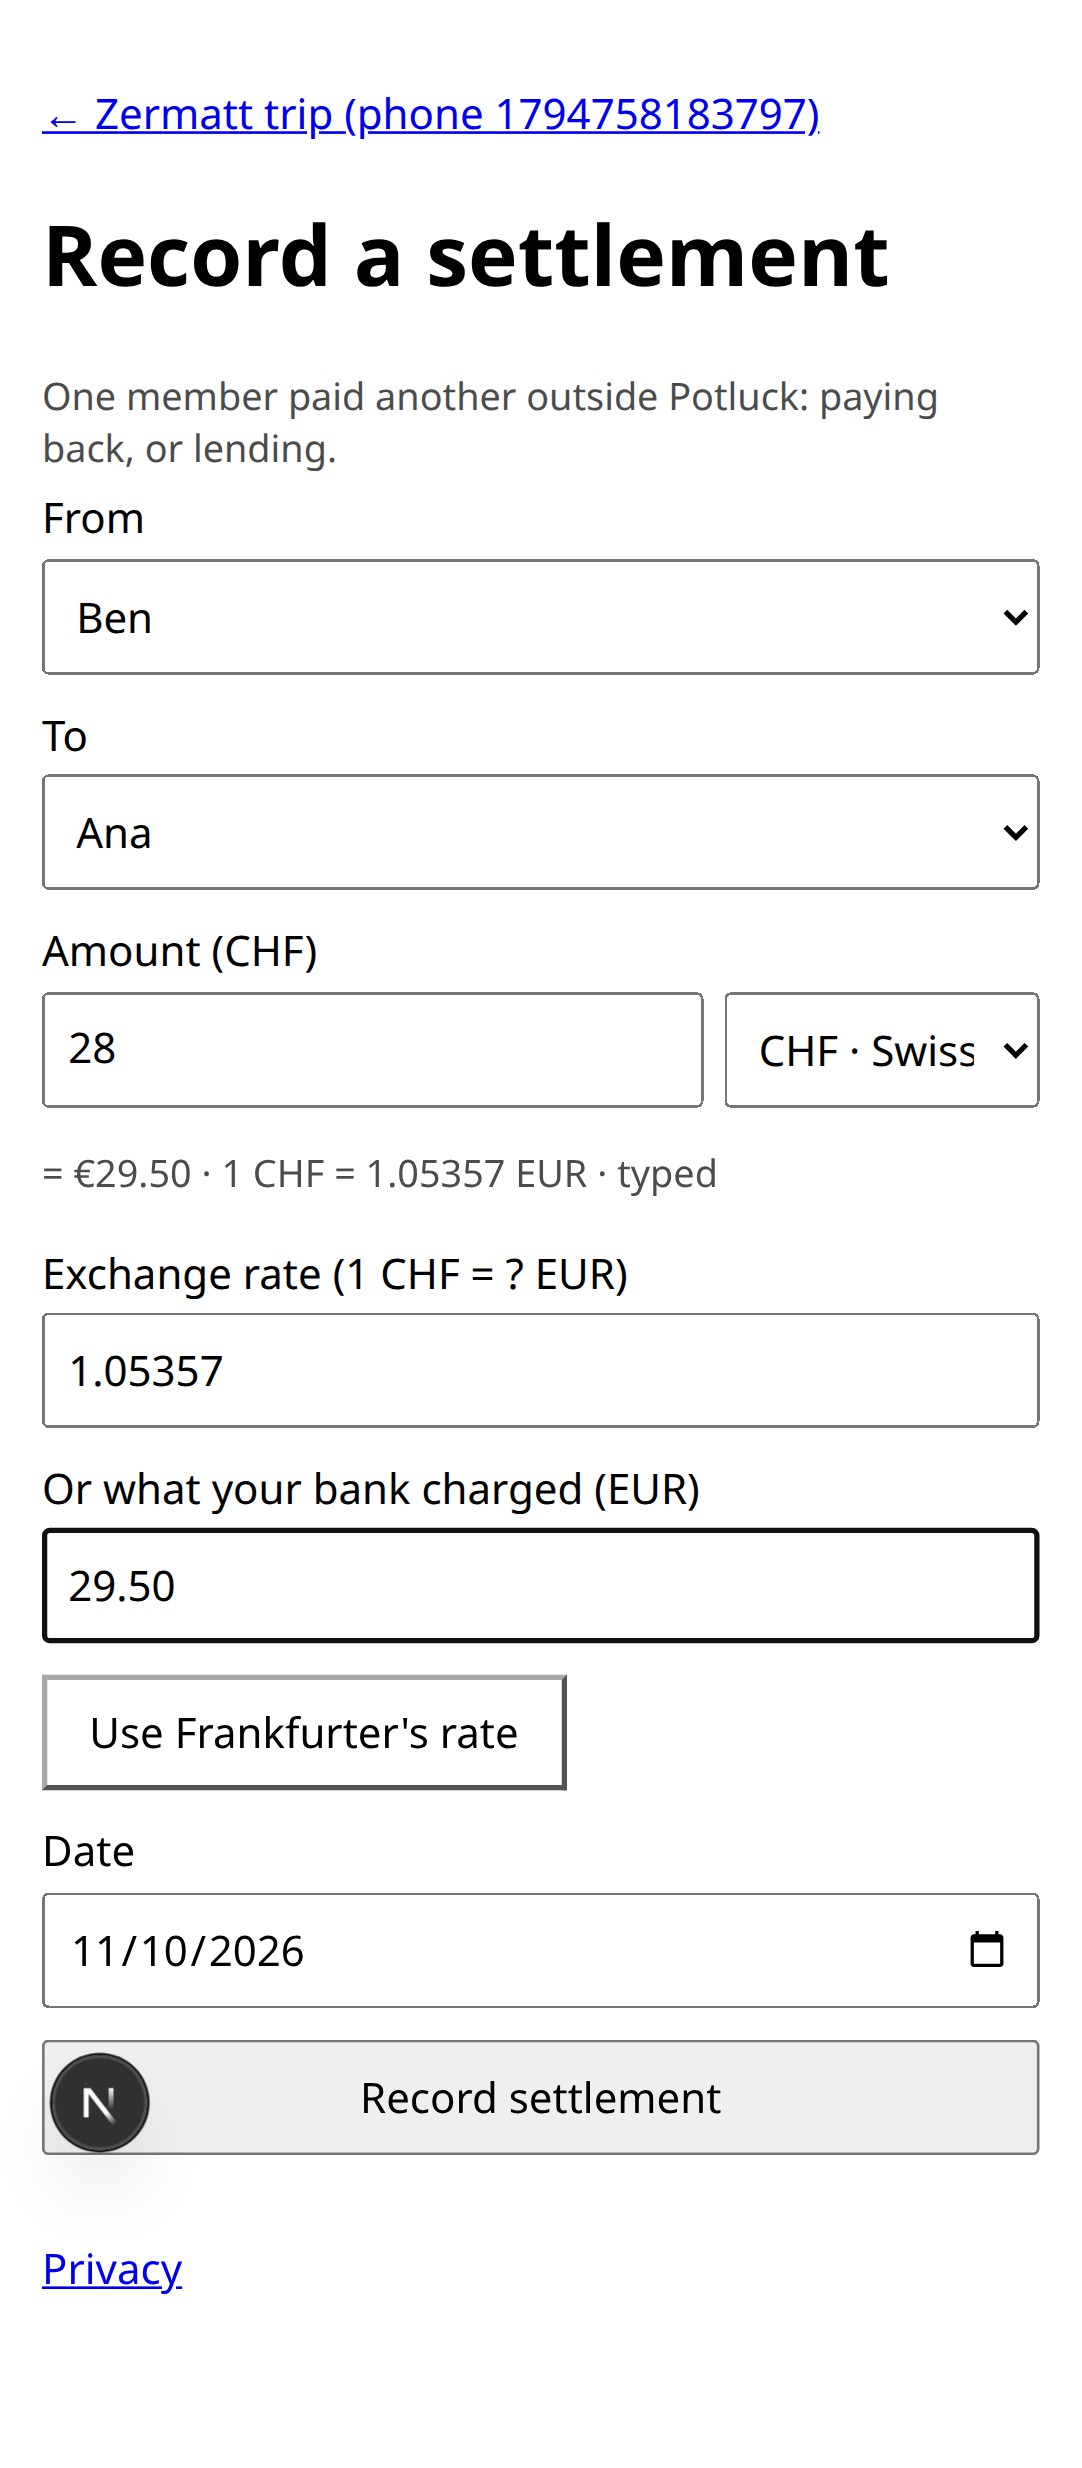 ← Zermatt trip (phone 1794758183797)
Record a settlement
One member paid another outside Potluck: paying
back, or lending.
From
Ben
To
Ana
Amount (CHF)
28
CHF · Swiss
= €29.50 · 1 CHF = 1.05357 EUR · typed
Exchange rate (1 CHF = ? EUR)
1.05357
Or what your bank charged (EUR)
29.50
Use Frankfurter's rate
Date
11/10/2026
N
Record settlement
Privacy